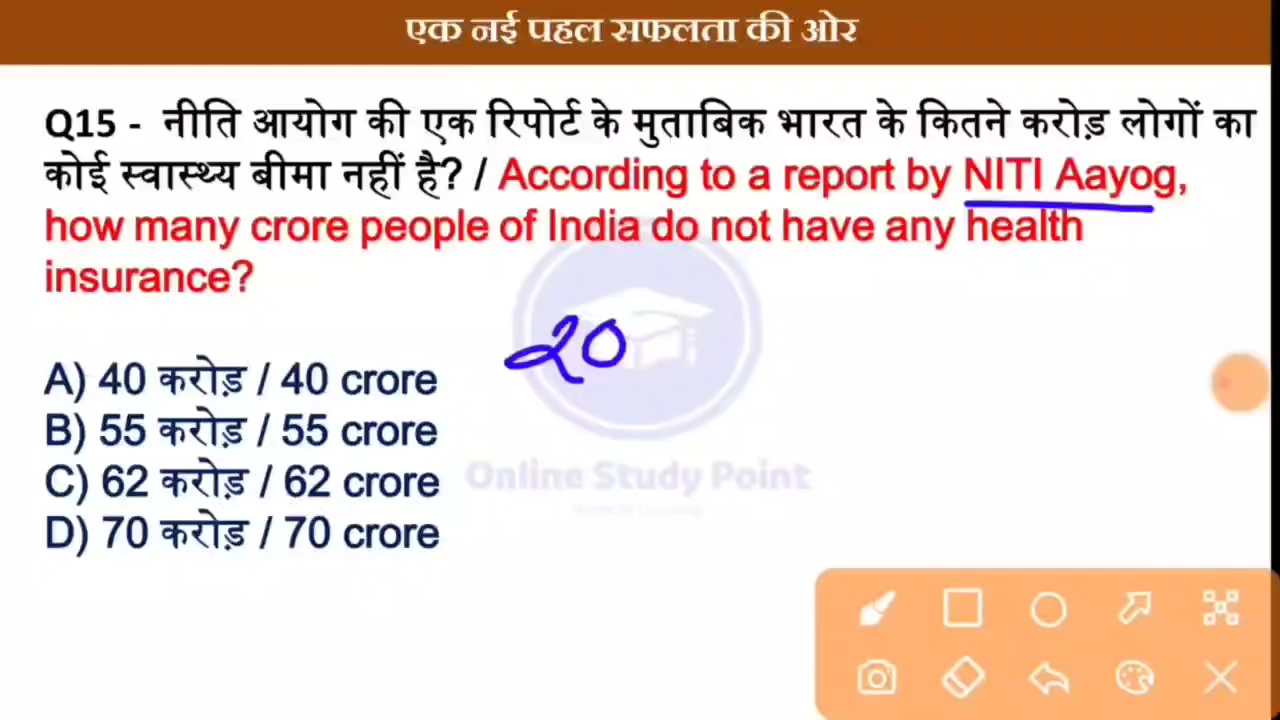 एक नई पहल सफलता की ओर
Q15 - नीति आयोग की एक रिपोर्ट के मुताबिक भारत के कितने करोड़ लोगों का
कोई स्वास्थ्य बीमा नहीं है? / According to a report by NITI Aayog,
how many crore people of India do not have any health
insurance?
20
A) 40 करोड़ / 40 crore
B) 55 करोड़ / 55 crore
C) 62 करोड़ / 62 crore
D) 70 करोड़ / 70 crore
Online Study Point